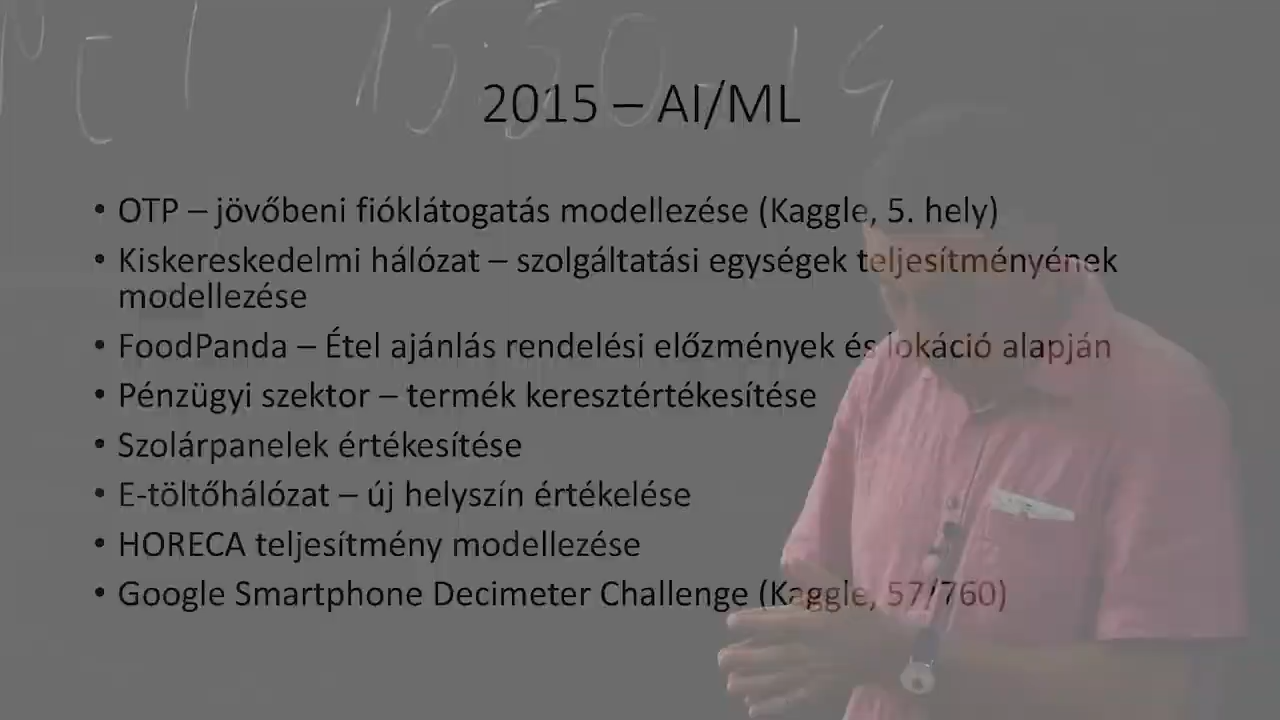 15:50
2015 – AI/ML
• OTP – jövőbeni fióklátogatás modellezése (Kaggle, 5. hely)
• Kiskereskedelmi hálózat – szolgáltatási egységek teljesítményének
modellezése
• FoodPanda – Étel ajánlás rendelési előzmények és lokáció alapján
• Pénzügyi szektor – termék keresztértékesítése
• Szolárpanelek értékesítése
• E-töltőhálózat – új helyszín értékelése
• HORECA teljesítmény modellezése
• Google Smartphone Decimeter Challenge (Kaggle, 57/760)